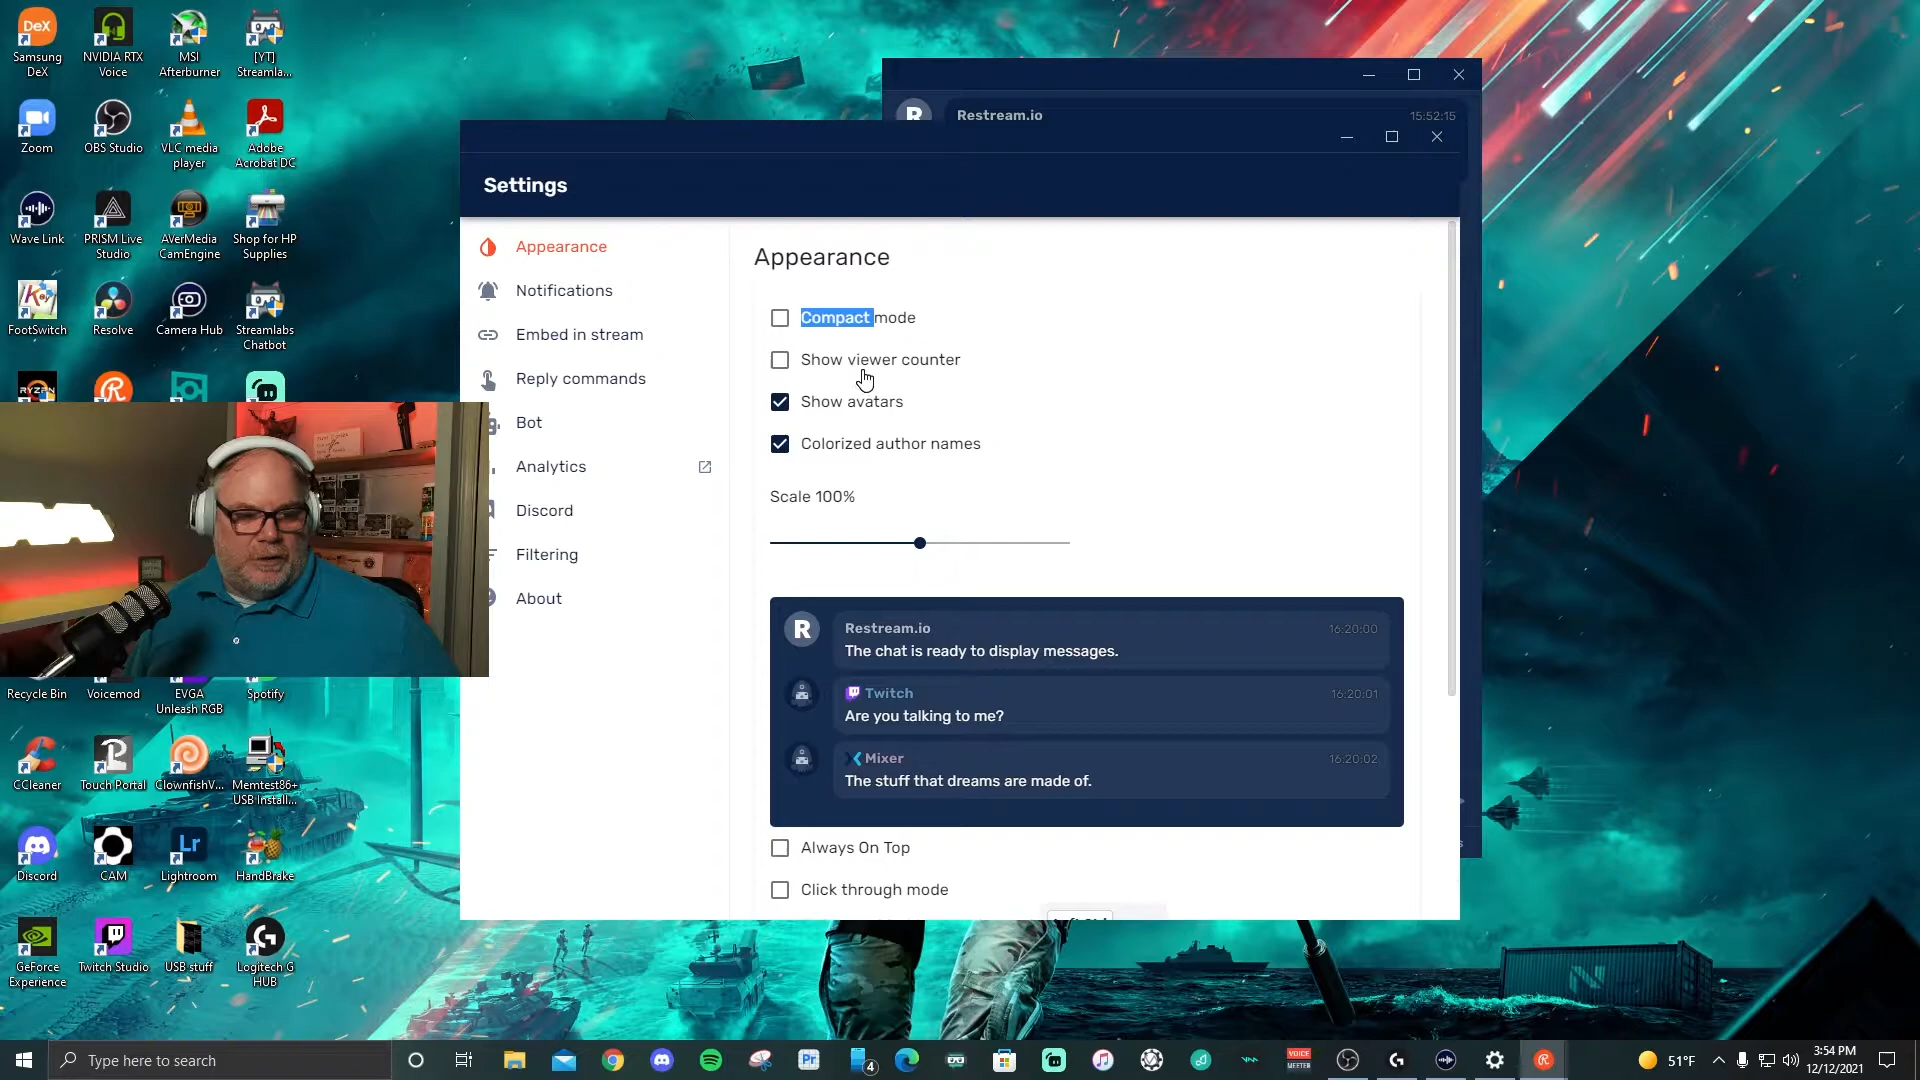 DeX
Samsung DeX
NVIDIA RTX Voice
MSI Afterburner
[YT] Streamla...
Zoom
OBS Studio
VLC media player
Adobe Acrobat DC
Wave Link
PRISM Live Studio
AVerMedia CamEngine
Shop for HP Supplies
FootSwitch
Resolve
Camera Hub
Streamlabs Chatbot
RYZEN
Recycle Bin
Voicemod
EVGA Unleash RGB
Spotify
CCleaner
Touch Portal
ClownfishV...
Memtest86+ USB Install...
Discord
CAM
Lr
Lightroom
HandBrake
GeForce Experience
Twitch Studio
USB stuff
Logitech G HUB
Restream.io
15:52:15
Settings
Appearance
Notifications
Embed in stream
Reply commands
Bot
Analytics
Discord
Filtering
About
Appearance
Compact mode
Show viewer counter
Show avatars
Colorized author names
Scale 100%
R
Restream.io
16:20:00
The chat is ready to display messages.
Twitch
16:20:01
Are you talking to me?
Mixer
16:20:02
The stuff that dreams are made of.
Always On Top
Click through mode
Type here to search
Pr
4
VOICE MEETER
51°F
3:54 PM
12/12/2021